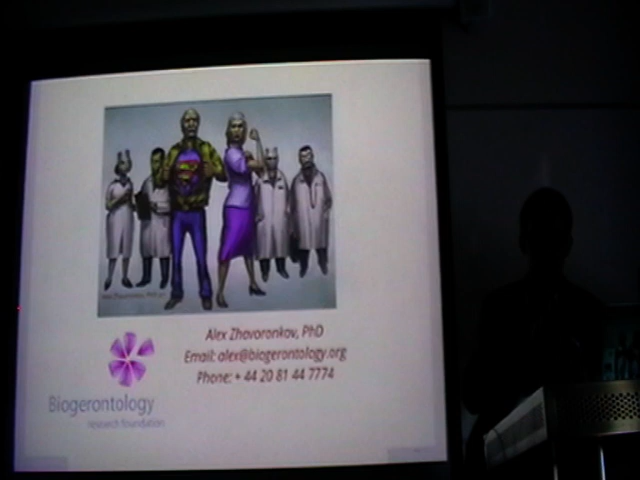 Alex Zhavoronkov, PhD
Email: alex@biogerontology.org
Phone: + 44 20 81 44 7774
Biogerontology
research foundation